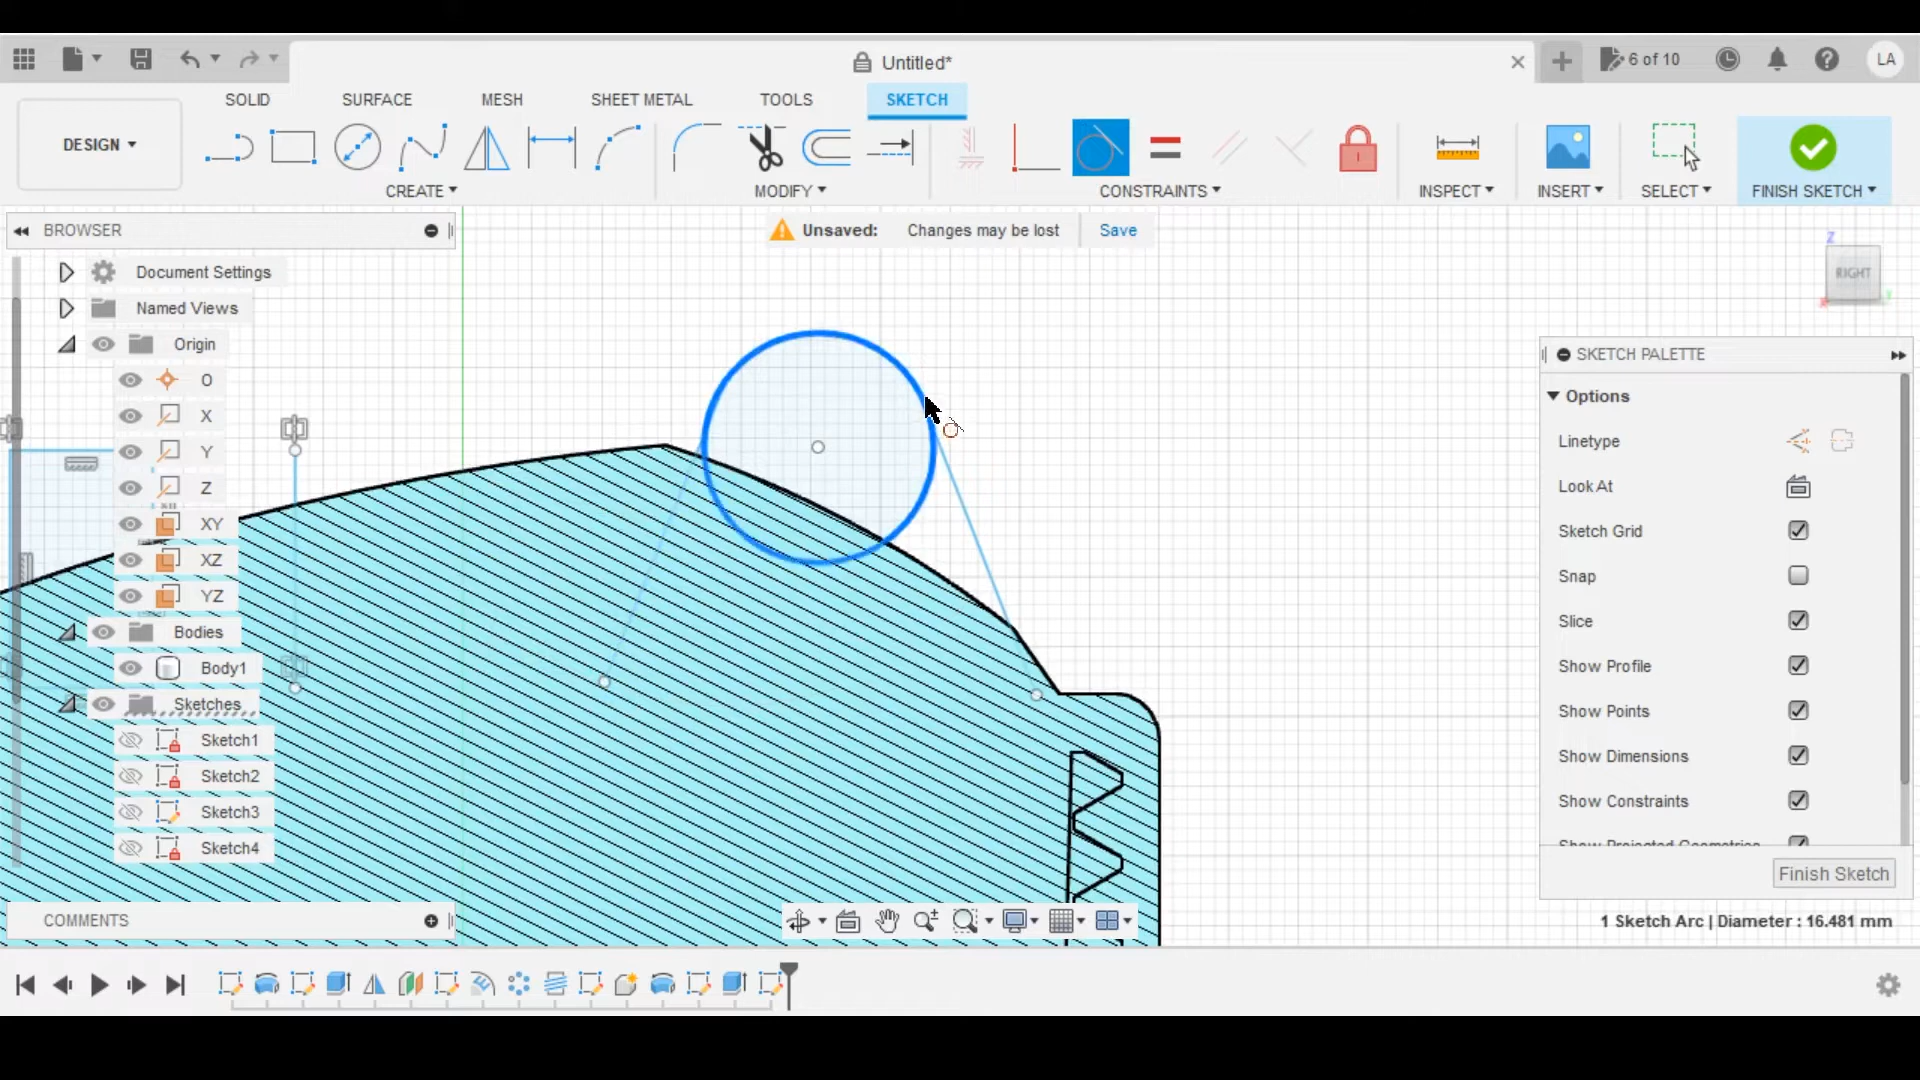 Untitled*
6 of 10
LA
DESIGN
SOLID
SURFACE
MESH
SHEET METAL
TOOLS
SKETCH
CREATE
MODIFY
CONSTRAINTS
INSPECT
INSERT
SELECT
FINISH SKETCH
BROWSER
Unsaved: Changes may be lost Save
Z
RIGHT
Document Settings
Named Views
Origin
O
X
Y
Z
XY
XZ
YZ
Bodies
Body1
Sketches
Sketch1
Sketch2
Sketch3
Sketch4
SKETCH PALETTE
Options
Linetype
Look At
Sketch Grid
Snap
Slice
Show Profile
Show Points
Show Dimensions
Show Constraints
Show Projected Geometries
Finish Sketch
COMMENTS
1 Sketch Arc | Diameter : 16.481 mm